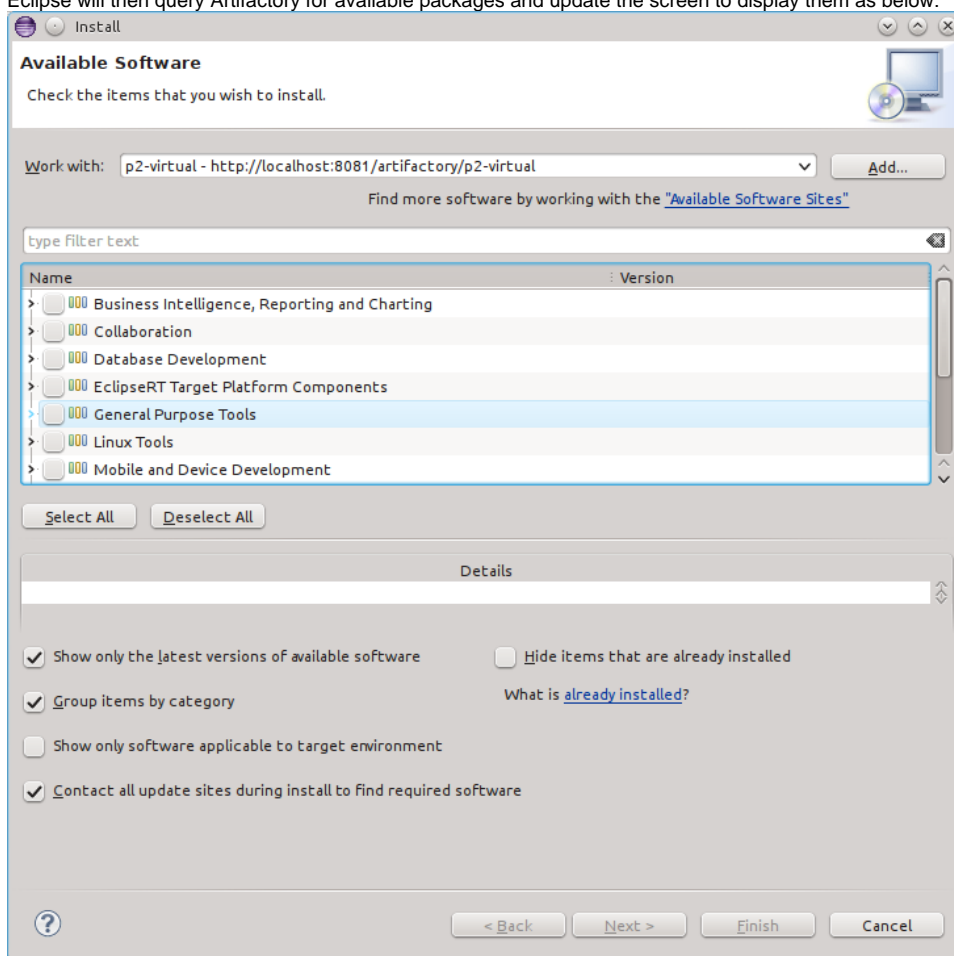 Eclipse will then query Artifactory for available packages and update the screen to display them as below:
Install
Available Software
Check the items that you wish to install.
Work with: p2-virtual - http://localhost:8081/artifactory/p2-virtual Add...
Find more software by working with the "Available Software Sites"
type filter text
Name Version
Business Intelligence, Reporting and Charting
Collaboration
Database Development
EclipseRT Target Platform Components
General Purpose Tools
Linux Tools
Mobile and Device Development
Select All Deselect All
Details
Show only the latest versions of available software Hide items that are already installed
Group items by category What is already installed?
Show only software applicable to target environment
Contact all update sites during install to find required software
? < Back Next > Finish Cancel